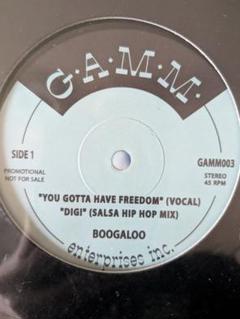 G.A.M.M.
SIDE 1
GAMM003
PROMOTIONAL
NOT FOR SALE
STEREO
45 RPM
"YOU GOTTA HAVE FREEDOM" (VOCAL)
"DIGI" (SALSA HIP HOP MIX)
BOOGALOO
enterprises inc.